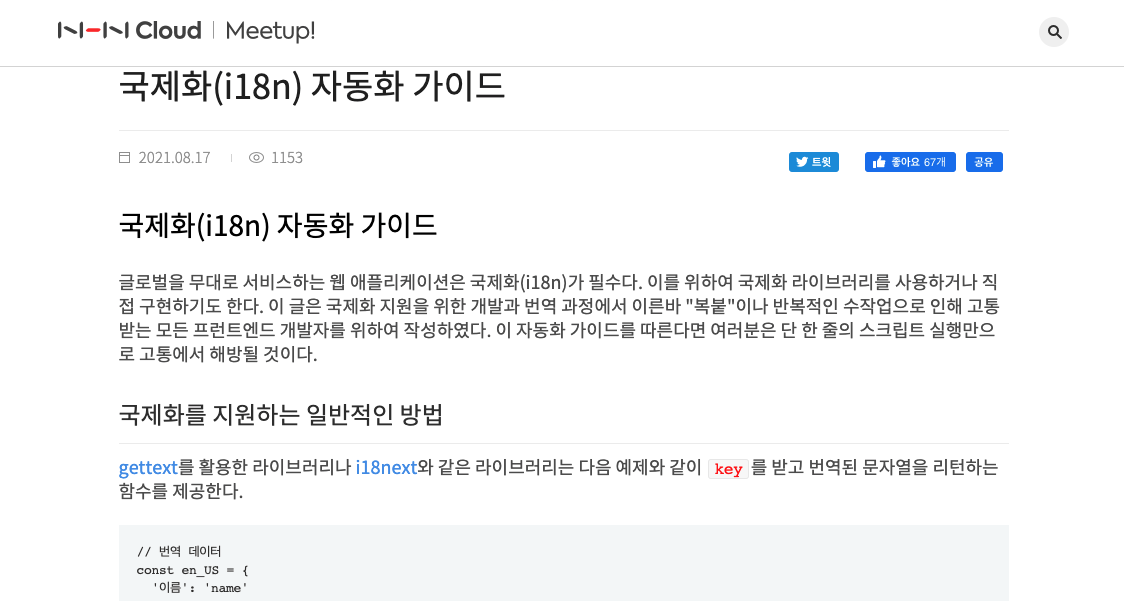 NHN Cloud | Meetup!
국제화(i18n) 자동화 가이드
2021.08.17 1153
트윗 좋아요 67개 공유
국제화(i18n) 자동화 가이드
글로벌을 무대로 서비스하는 웹 애플리케이션은 국제화(i18n)가 필수다. 이를 위하여 국제화 라이브러리를 사용하거나 직
접 구현하기도 한다. 이 글은 국제화 지원을 위한 개발과 번역 과정에서 이른바 "복붙"이나 반복적인 수작업으로 인해 고통
받는 모든 프런트엔드 개발자를 위하여 작성하였다. 이 자동화 가이드를 따른다면 여러분은 단 한 줄의 스크립트 실행만으
로 고통에서 해방될 것이다.
국제화를 지원하는 일반적인 방법
gettext를 활용한 라이브러리나 i18next와 같은 라이브러리는 다음 예제와 같이 key 를 받고 번역된 문자열을 리턴하는
함수를 제공한다.
// 번역 데이터
const en_US = {
'이름': 'name'